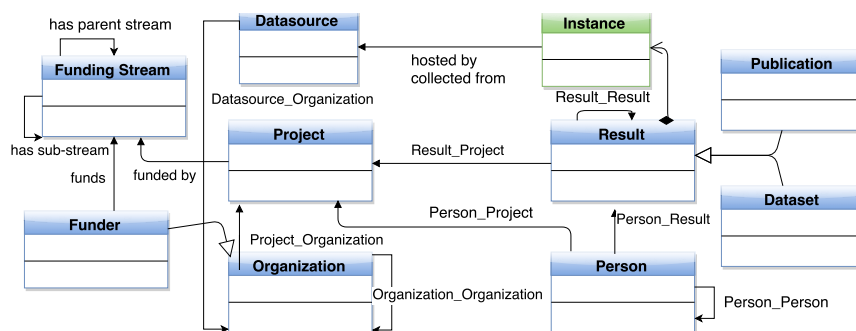 has parent stream
Datasource
Instance
Funding Stream
hosted by
collected from
Publication
Datasource_Organization
Result_Result
Project
Result
has sub-stream
Result_Project
funds
funded by
Dataset
Funder
Person_Project
Person_Result
Project_Organization
Organization
Person
Organization_Organization
Person_Person